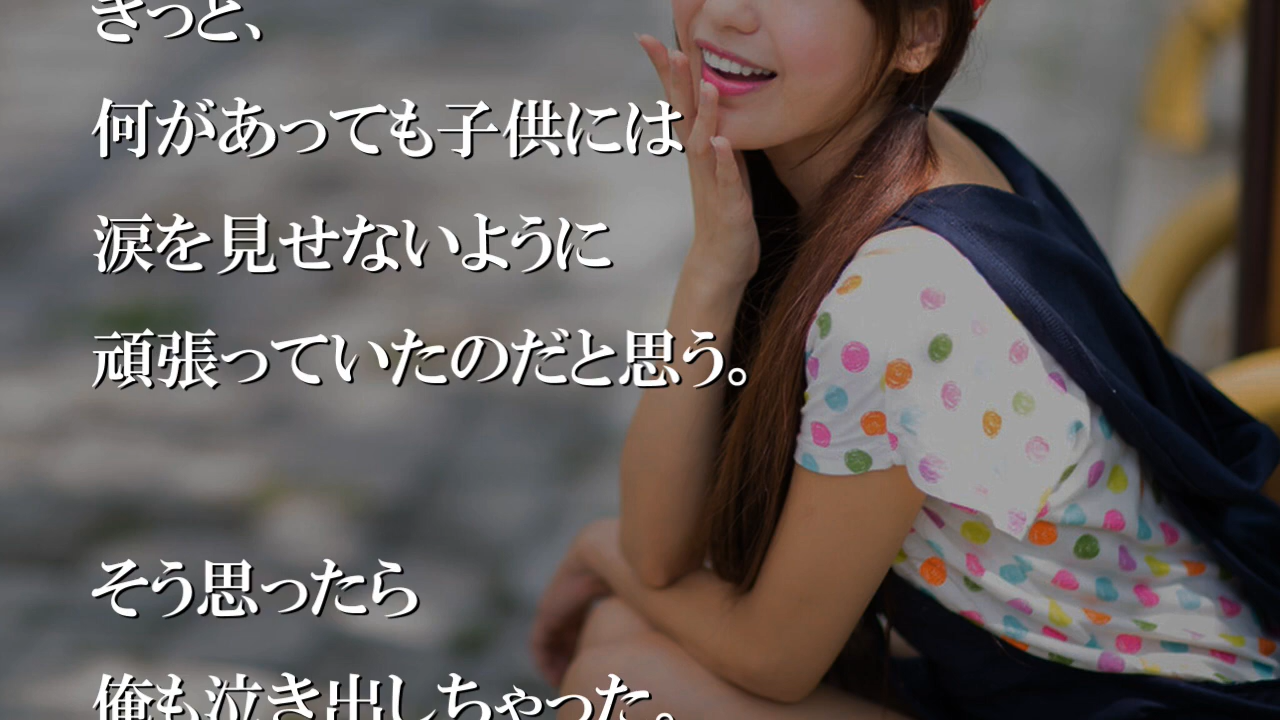 きっと、
何があっても子供には
涙を見せないように
頑張っていたのだと思う。
そう思ったら
俺も泣き出しちゃった。